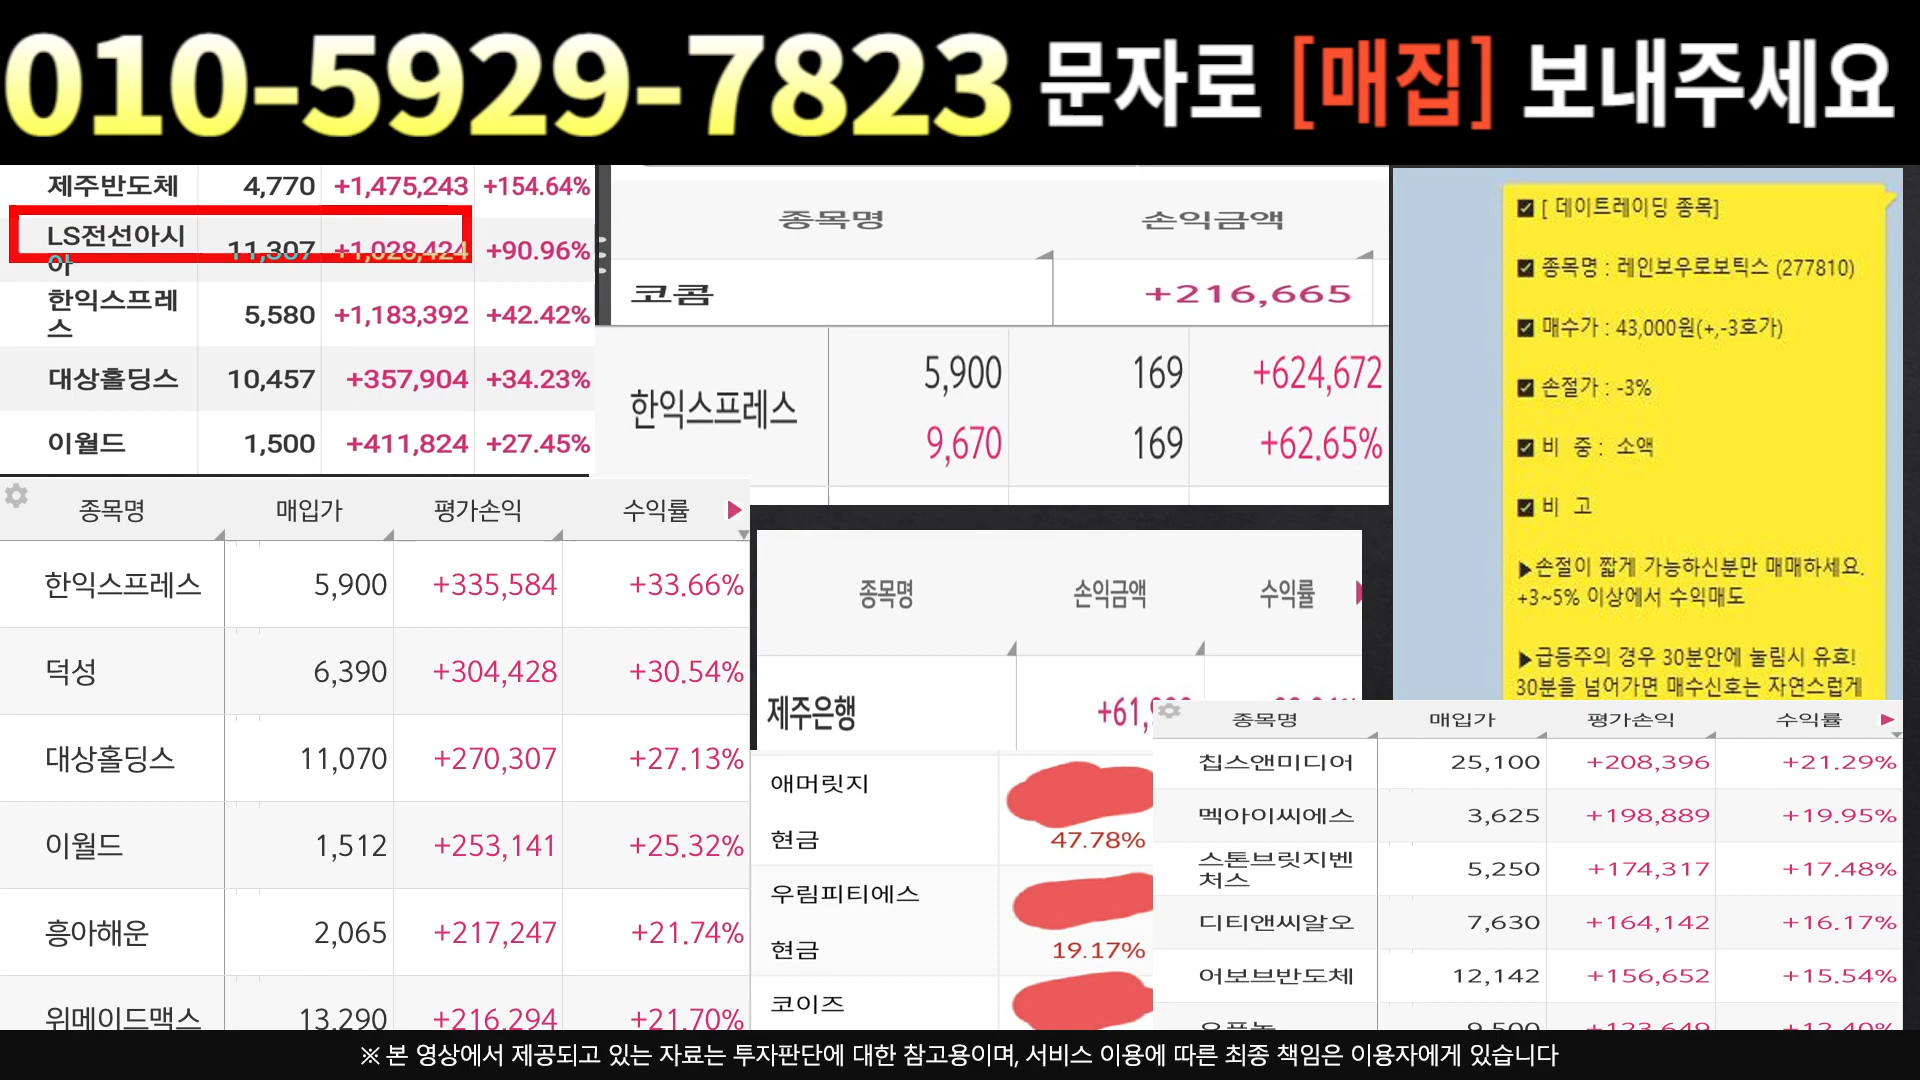 010-5929-7823 문자로 [매집] 보내주세요
제주반도체 4,770 +1,475,243 +154.64%
LS전선아시아 11,307 +1,028,424 +90.96%
한익스프레스 5,580 +1,183,392 +42.42%
대상홀딩스 10,457 +357,904 +34.23%
이월드 1,500 +411,824 +27.45%
종목명 손익금액
코콤 +216,665
한익스프레스
5,900 169 +624,672
9,670 169 +62.65%
☑ [ 데이트레이딩 종목]
☑ 종목명 : 레인보우로보틱스 (277810)
☑ 매수가 : 43,000원(+,-3호가)
☑ 손절가 : -3%
☑ 비 중 : 소액
☑ 비 고
▶손절이 짧게 가능하신분만 매매하세요.
+3~5% 이상에서 수익매도
▶급등주의 경우 30분안에 눌림시 유효!
30분을 넘어가면 매수신호는 자연스럽게
종목명 매입가 평가손익 수익률
한익스프레스 5,900 +335,584 +33.66%
덕성 6,390 +304,428 +30.54%
대상홀딩스 11,070 +270,307 +27.13%
이월드 1,512 +253,141 +25.32%
흥아해운 2,065 +217,247 +21.74%
위메이드맥스 13,290 +216,294 +21.70%
종목명 손익금액 수익률
제주은행 +61,
애머릿지
현금 47.78%
우림피티에스
현금 19.17%
코이즈
종목명 매입가 평가손익 수익률
칩스앤미디어 25,100 +208,396 +21.29%
멕아이씨에스 3,625 +198,889 +19.95%
스톤브릿지벤처스 5,250 +174,317 +17.48%
디티앤씨알오 7,630 +164,142 +16.17%
어보브반도체 12,142 +156,652 +15.54%
9,500 +123,649 +12.40%
※ 본 영상에서 제공되고 있는 자료는 투자판단에 대한 참고용이며, 서비스 이용에 따른 최종 책임은 이용자에게 있습니다